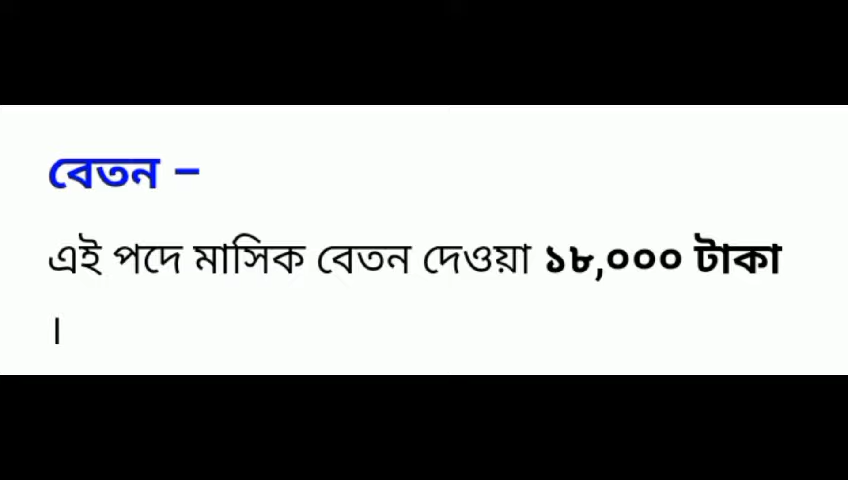 বেতন –
এই পদে মাসিক বেতন দেওয়া ১৮,০০০ টাকা
।